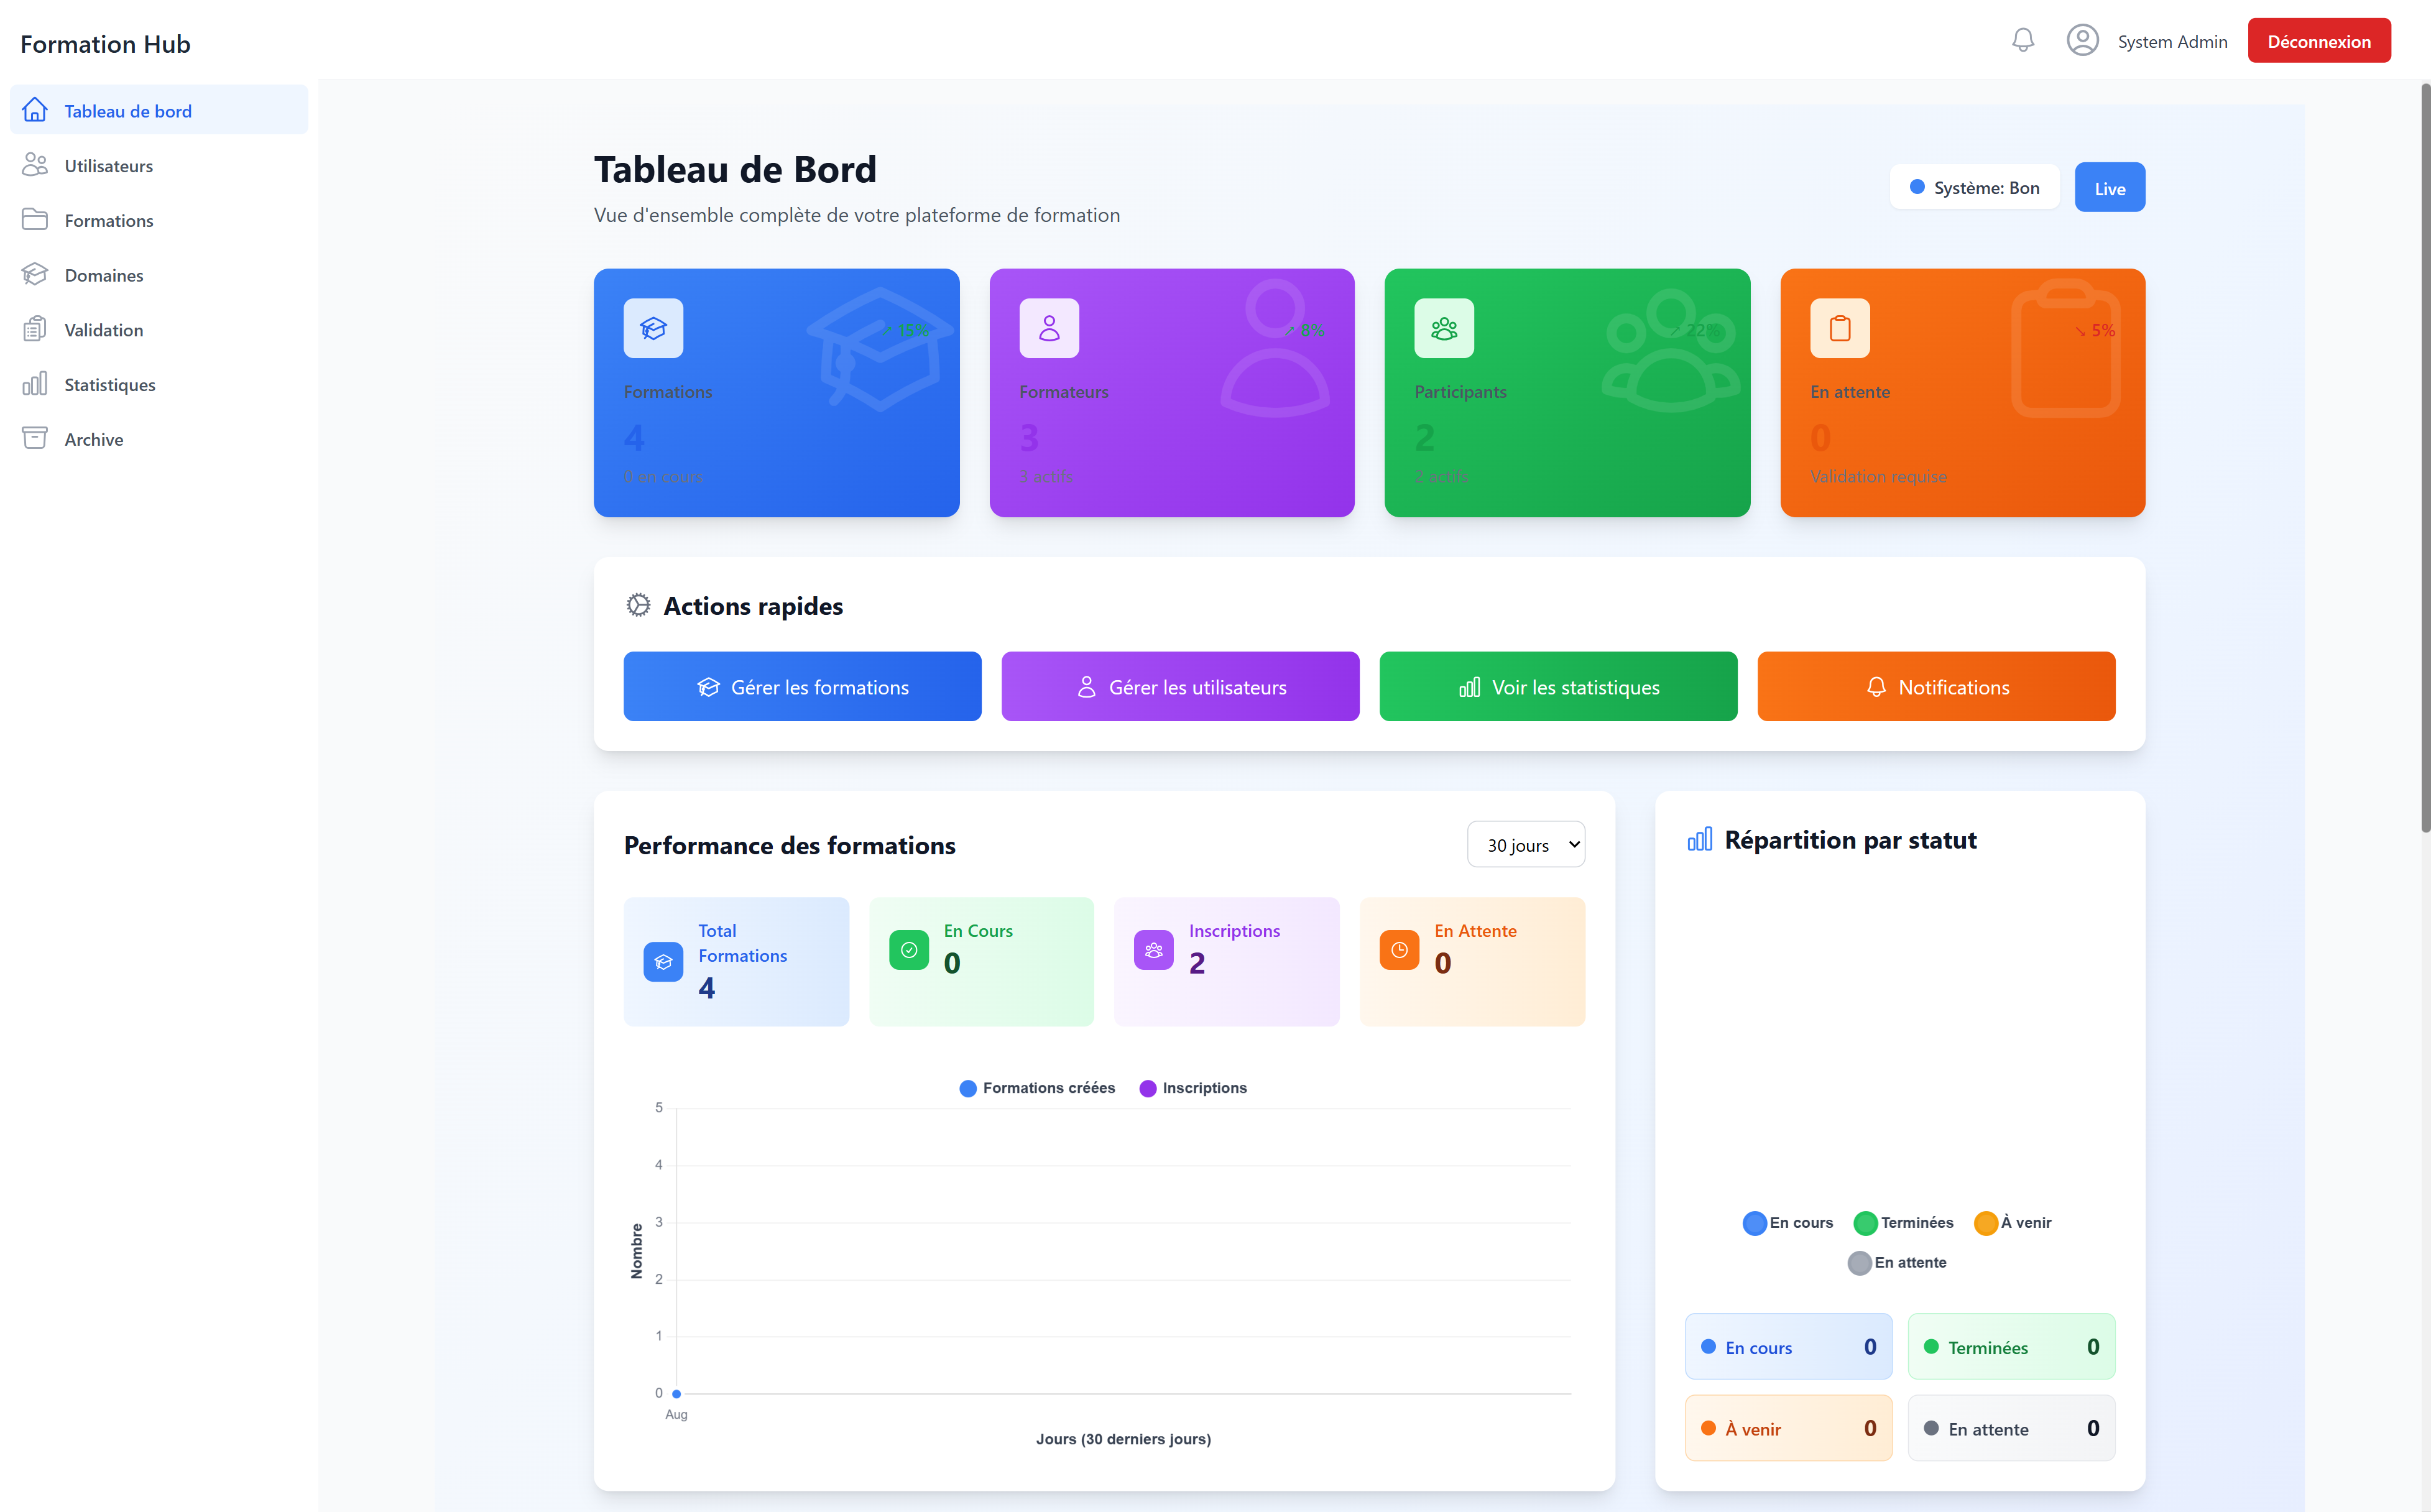 Formation Hub
System Admin
Déconnexion
Tableau de bord
Utilisateurs
Formations
Domaines
Validation
Statistiques
Archive
Tableau de Bord
Vue d'ensemble complète de votre plateforme de formation
Système: Bon
Live
↗ 15%
Formations
4
0 en cours
↗ 8%
Formateurs
3
3 actifs
↗ 22%
Participants
2
2 actifs
↘ 5%
En attente
0
Validation requise
Actions rapides
Gérer les formations
Gérer les utilisateurs
Voir les statistiques
Notifications
Performance des formations
30 jours
Total
Formations
4
En Cours
0
Inscriptions
2
En Attente
0
Formations créées
Inscriptions
5
4
3
2
1
0
Nombre
Aug
Jours (30 derniers jours)
Répartition par statut
En cours
Terminées
À venir
En attente
En cours 0
Terminées 0
À venir 0
En attente 0